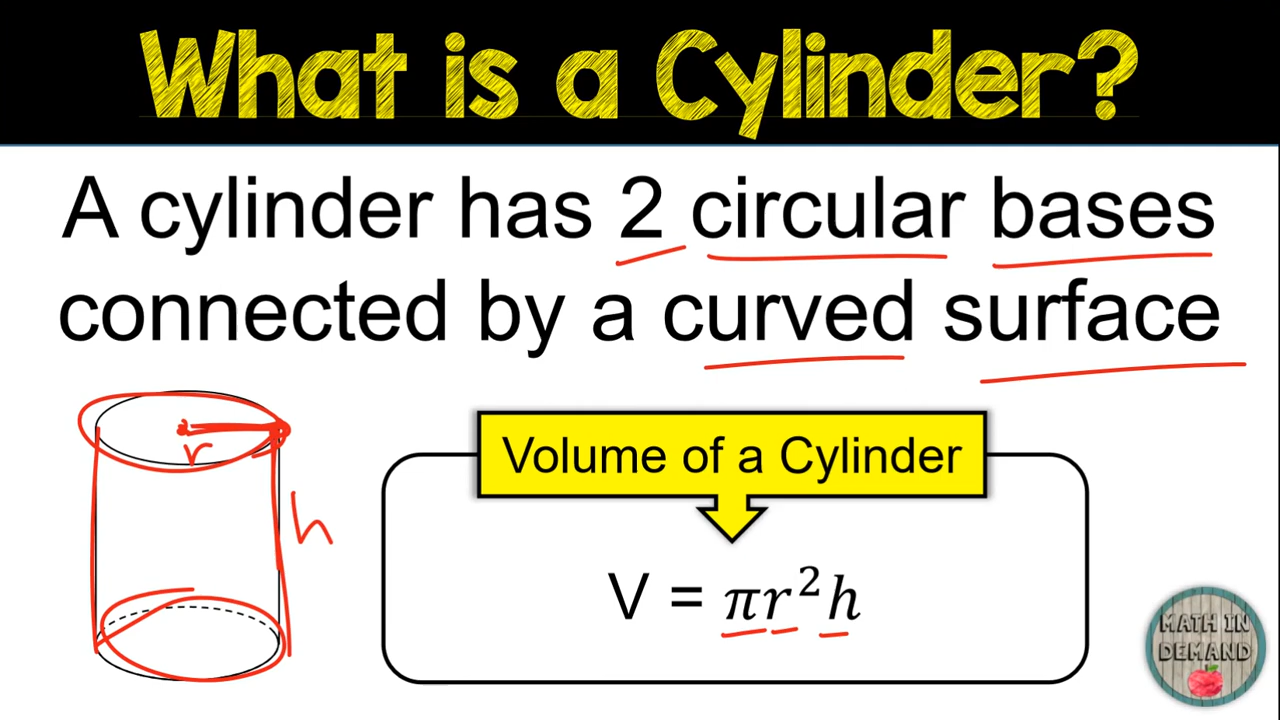 What is a Cylinder?
A cylinder has 2 circular bases
connected by a curved surface
r
h
Volume of a Cylinder
V = πr²h
MATH IN
DEMAND